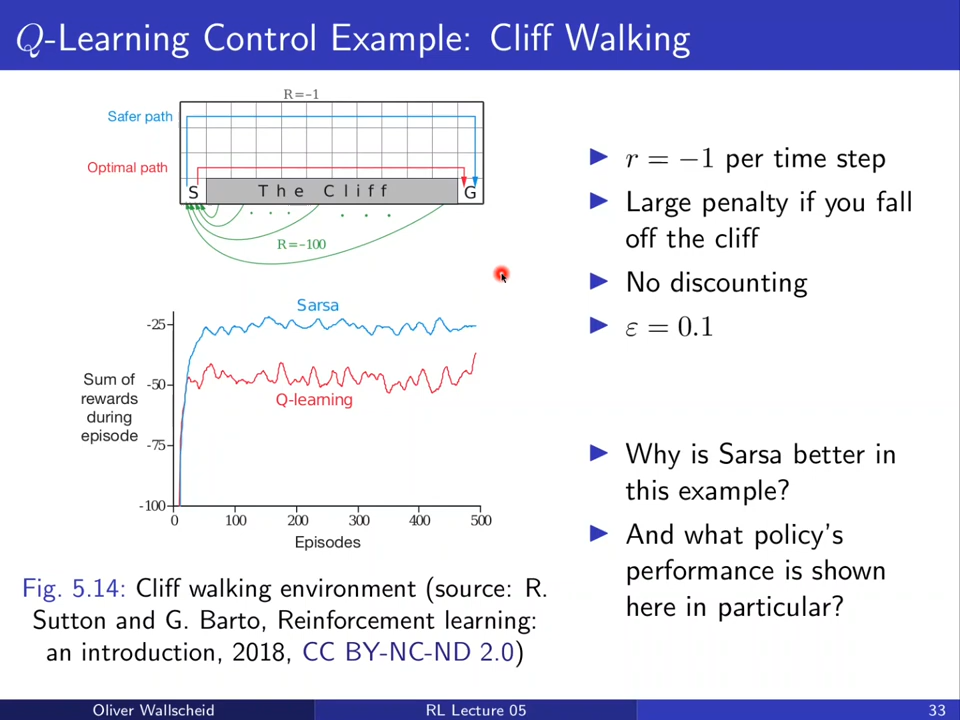 Q-Learning Control Example: Cliff Walking
R=-1
Safer path
Optimal path
S
The Cliff
G
R=-100
Sarsa
Q-learning
-25
-50
-75
-100
Sum of
rewards
during
episode
0 100 200 300 400 500
Episodes
Fig. 5.14: Cliff walking environment (source: R.
Sutton and G. Barto, Reinforcement learning:
an introduction, 2018, CC BY-NC-ND 2.0)
▶ r = −1 per time step
▶ Large penalty if you fall
off the cliff
▶ No discounting
▶ ε = 0.1
▶ Why is Sarsa better in
this example?
▶ And what policy's
performance is shown
here in particular?
Oliver Wallscheid
RL Lecture 05
33